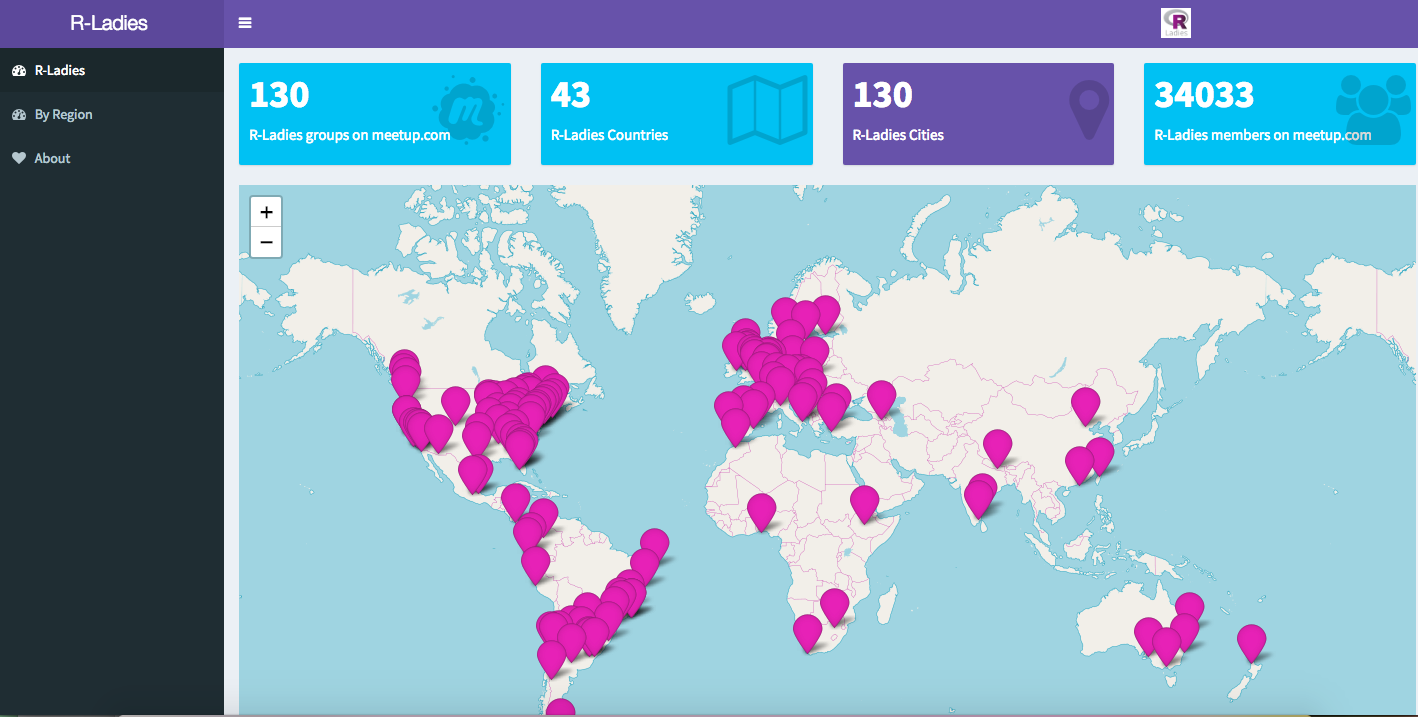 R-Ladies
R
Ladies
R-Ladies
By Region
About
130
R-Ladies groups on meetup.com
43
R-Ladies Countries
130
R-Ladies Cities
34033
R-Ladies members on meetup.com
m
+
−